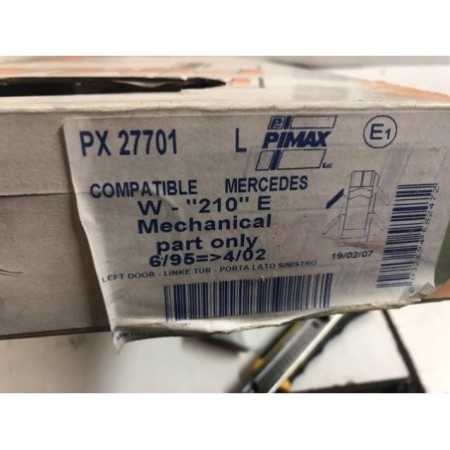 PX 27701 L PIMAX E1
COMPATIBLE MERCEDES
W - "210" E
Mechanical
part only
6/95=>4/02
19/02/07
LEFT DOOR - LINKE TÜR - PORTA LATO SINISTRO